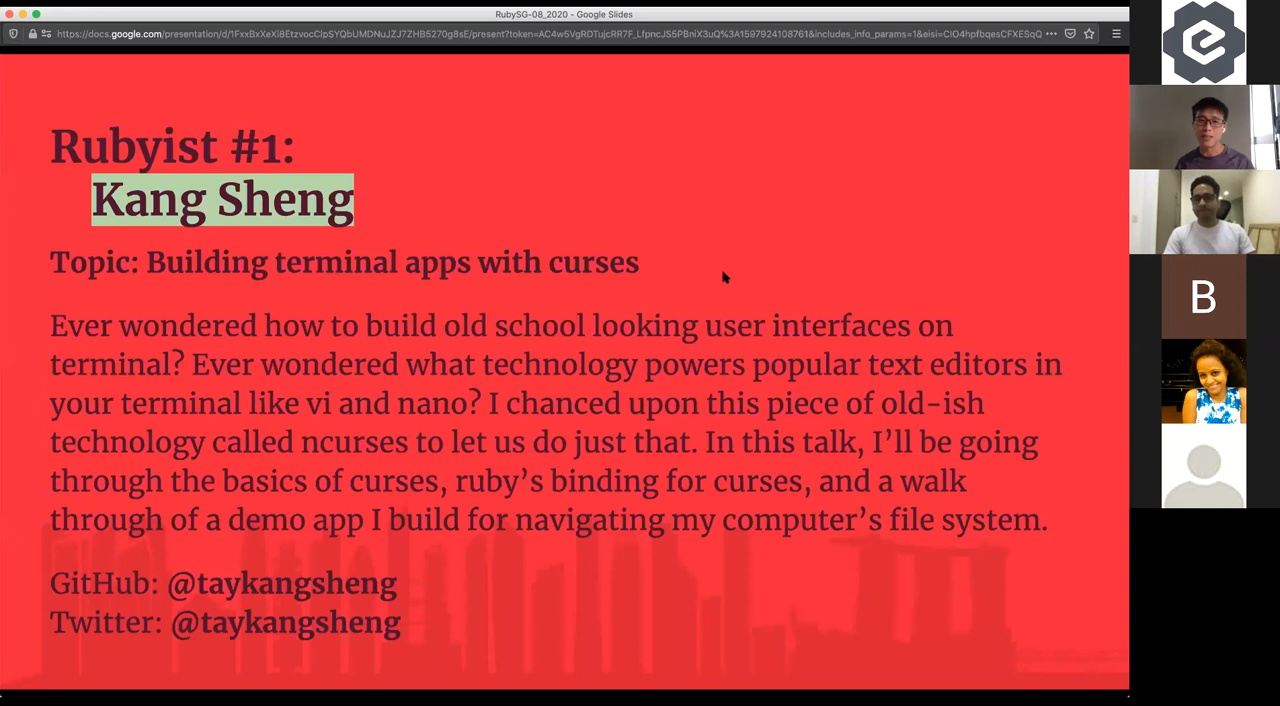 RubySG-08_2020 - Google Slides
Rubyist #1:
Kang Sheng
Topic: Building terminal apps with curses
Ever wondered how to build old school looking user interfaces on
terminal? Ever wondered what technology powers popular text editors in
your terminal like vi and nano? I chanced upon this piece of old-ish
technology called ncurses to let us do just that. In this talk, I’ll be going
through the basics of curses, ruby’s binding for curses, and a walk
through of a demo app I build for navigating my computer’s file system.
GitHub: @taykangsheng
Twitter: @taykangsheng
B